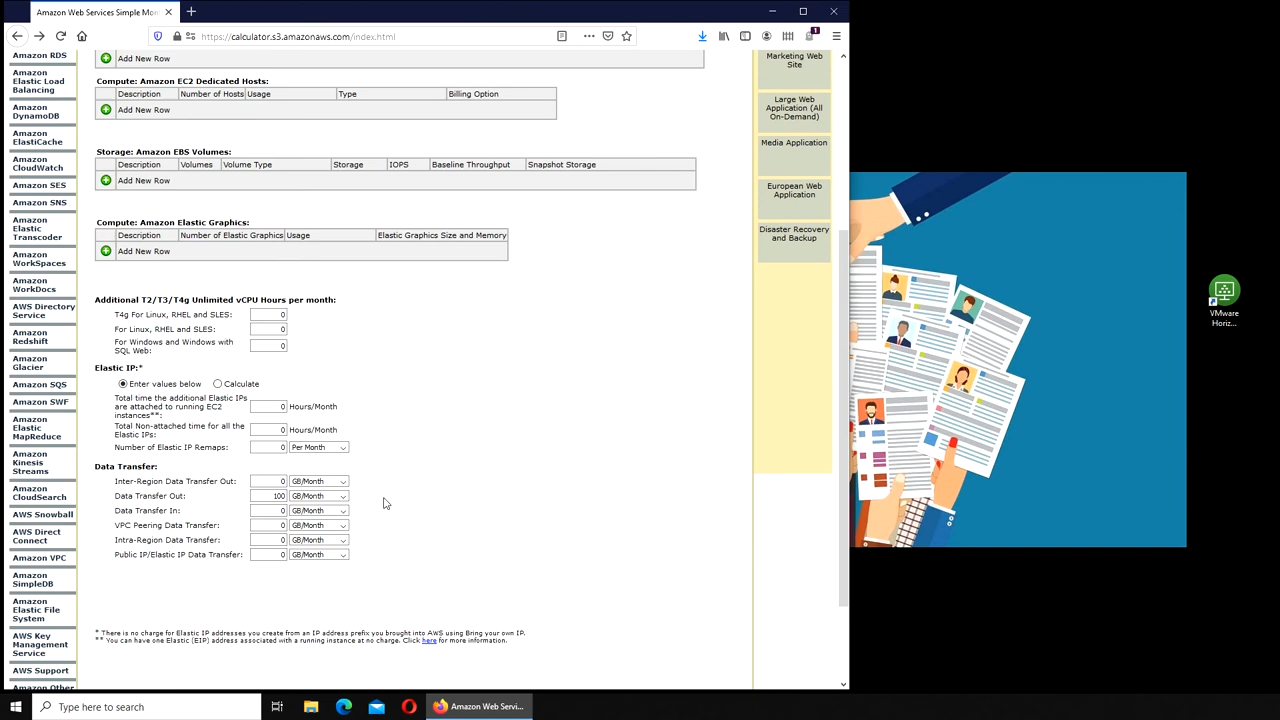 Amazon Web Services Simple Mon
https://calculator.s3.amazonaws.com/index.html
1
Amazon RDS
Amazon
Elastic Load
Balancing
Amazon
DynamoDB
Amazon
ElastiCache
Amazon
CloudWatch
Amazon SES
Amazon SNS
Amazon
Elastic
Transcoder
Amazon
WorkSpaces
Amazon
WorkDocs
AWS Directory
Service
Amazon
Redshift
Amazon
Glacier
Amazon SQS
Amazon SWF
Amazon
Elastic
MapReduce
Amazon
Kinesis
Streams
Amazon
CloudSearch
AWS Snowball
AWS Direct
Connect
Amazon VPC
Amazon
SimpleDB
Amazon
Elastic File
System
AWS Key
Management
Service
AWS Support
Amazon Other
Add New Row
Compute: Amazon EC2 Dedicated Hosts:
Description Number of Hosts Usage Type Billing Option
Add New Row
Storage: Amazon EBS Volumes:
Description Volumes Volume Type Storage IOPS Baseline Throughput Snapshot Storage
Add New Row
Compute: Amazon Elastic Graphics:
Description Number of Elastic Graphics Usage Elastic Graphics Size and Memory
Add New Row
Additional T2/T3/T4g Unlimited vCPU Hours per month:
T4g For Linux, RHEL and SLES: 0
For Linux, RHEL and SLES: 0
For Windows and Windows with
SQL Web: 0
Elastic IP:*
Enter values below Calculate
Total time the additional Elastic IPs
are attached to running EC2
instances**: 0 Hours/Month
Total Non-attached time for all the
Elastic IPs: 0 Hours/Month
Number of Elastic IP Remaps: 0 Per Month
Data Transfer:
Inter-Region Data Transfer Out: 0 GB/Month
Data Transfer Out: 100 GB/Month
Data Transfer In: 0 GB/Month
VPC Peering Data Transfer: 0 GB/Month
Intra-Region Data Transfer: 0 GB/Month
Public IP/Elastic IP Data Transfer: 0 GB/Month
* There is no charge for Elastic IP addresses you create from an IP address prefix you brought into AWS using Bring your own IP.
** You can have one Elastic (EIP) address associated with a running instance at no charge. Click here for more information.
Marketing Web
Site
Large Web
Application (All
On-Demand)
Media Application
European Web
Application
Disaster Recovery
and Backup
VMware
Horiz...
Type here to search
Amazon Web Servi...